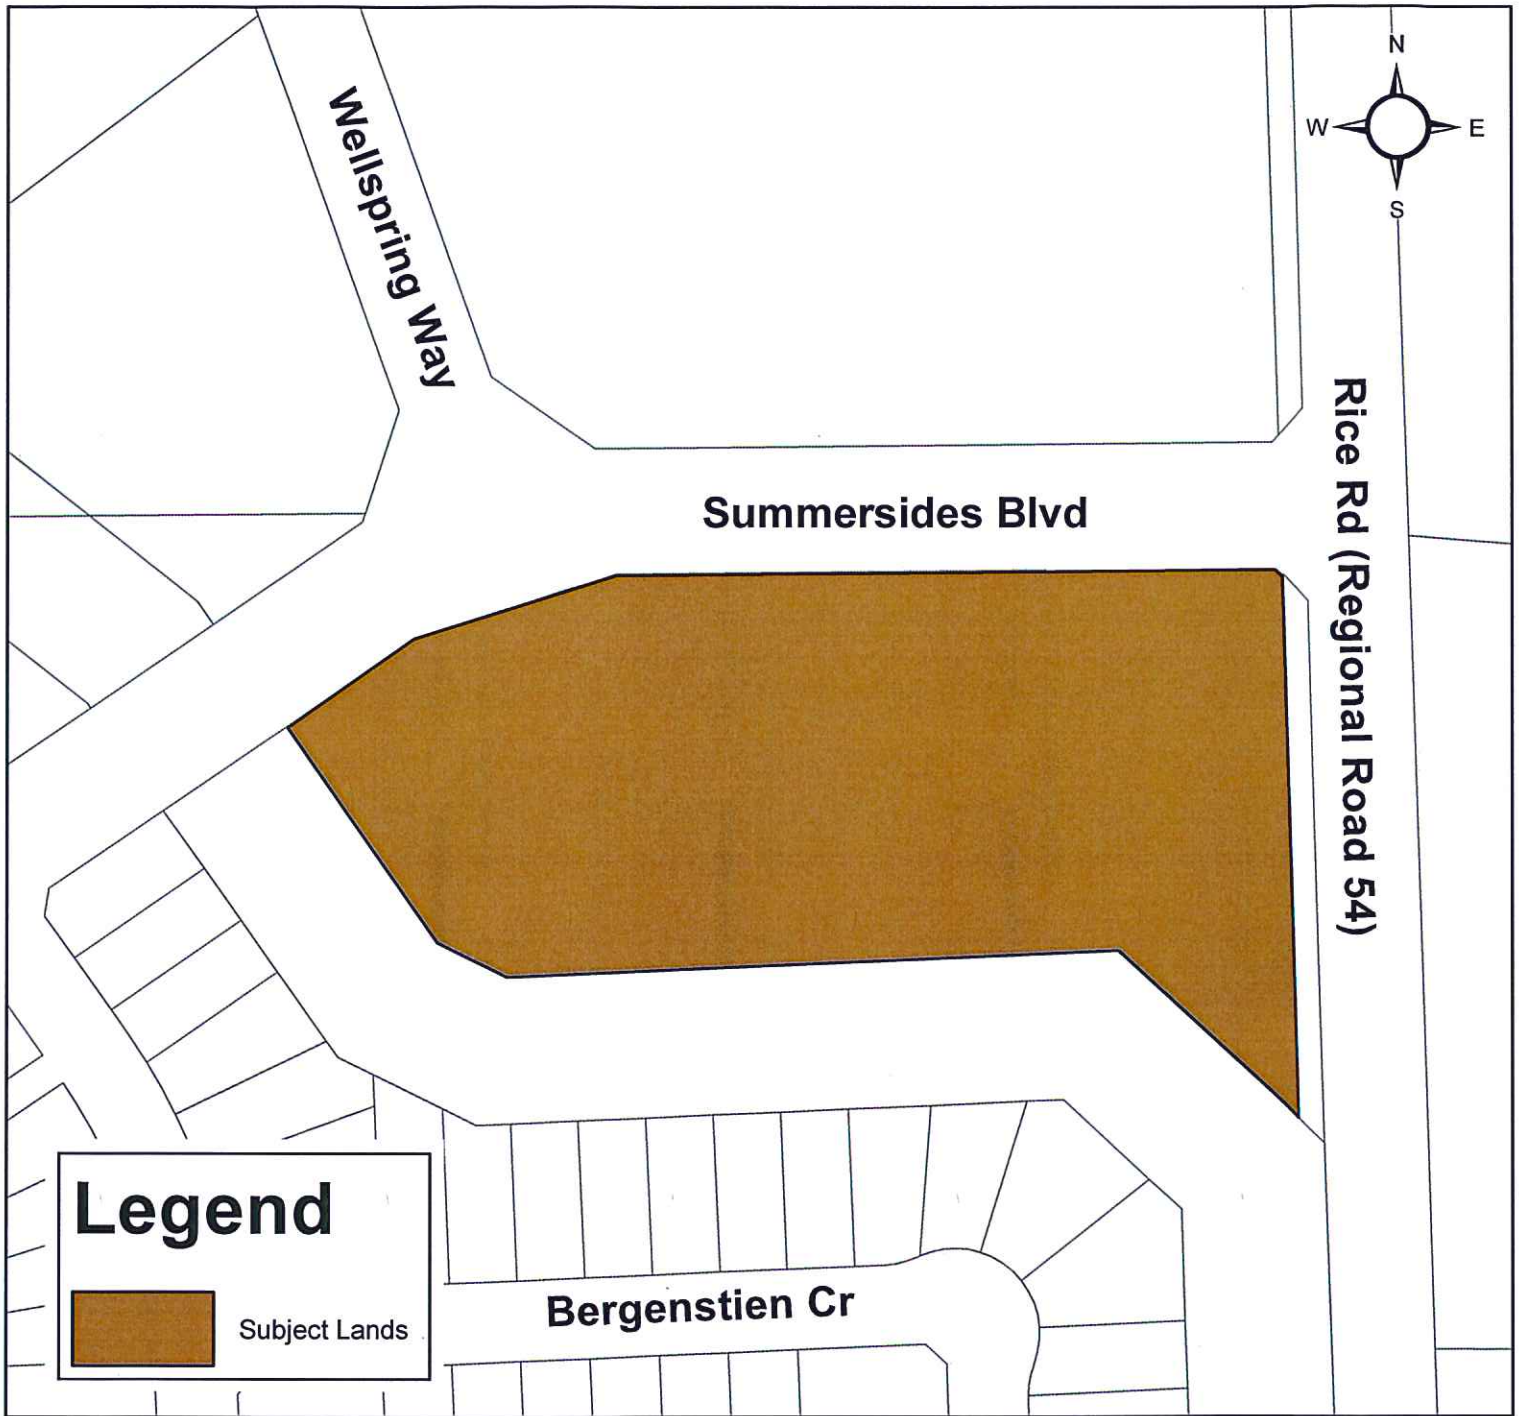 N
W E
S
Wellspring Way
Summersides Blvd
Rice Rd (Regional Road 54)
Legend
Subject Lands
Bergenstien Cr